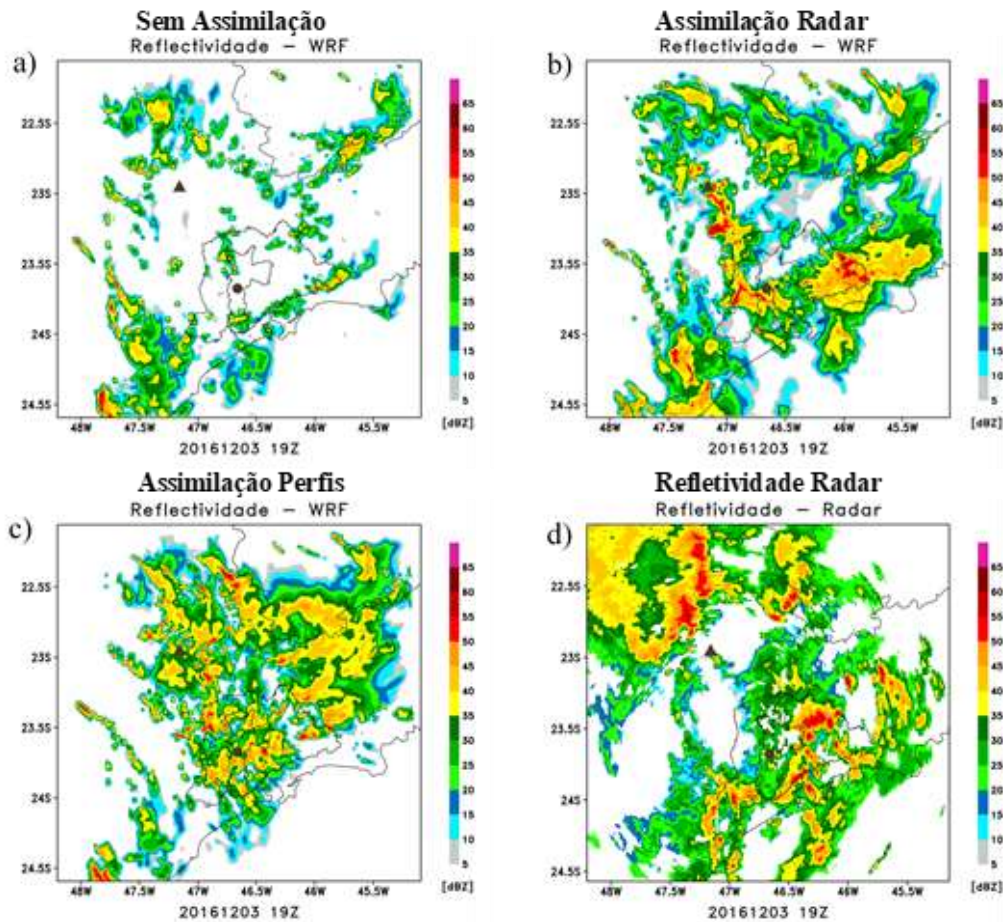 Sem Assimilação
Reflectividade – WRF
a)
22.5S
23S
23.5S
24S
24.5S
48W 47.5W 47W 46.5W 46W 45.5W
65
60
55
50
45
40
35
30
25
20
15
10
5
[dBZ]
20161203 19Z
Assimilação Radar
Reflectividade – WRF
b)
22.5S
23S
23.5S
24S
24.5S
48W 47.5W 47W 46.5W 46W 45.5W
65
60
55
50
45
40
35
30
25
20
15
10
5
[dBZ]
20161203 19Z
Assimilação Perfis
Reflectividade – WRF
c)
22.5S
23S
23.5S
24S
24.5S
48W 47.5W 47W 46.5W 46W 45.5W
65
60
55
50
45
40
35
30
25
20
15
10
5
[dBZ]
20161203 19Z
Refletividade Radar
Reflectividade – Radar
d)
22.5S
23S
23.5S
24S
24.5S
48W 47.5W 47W 46.5W 46W 45.5W
65
60
55
50
45
40
35
30
25
20
15
10
5
[dBZ]
20161203 19Z